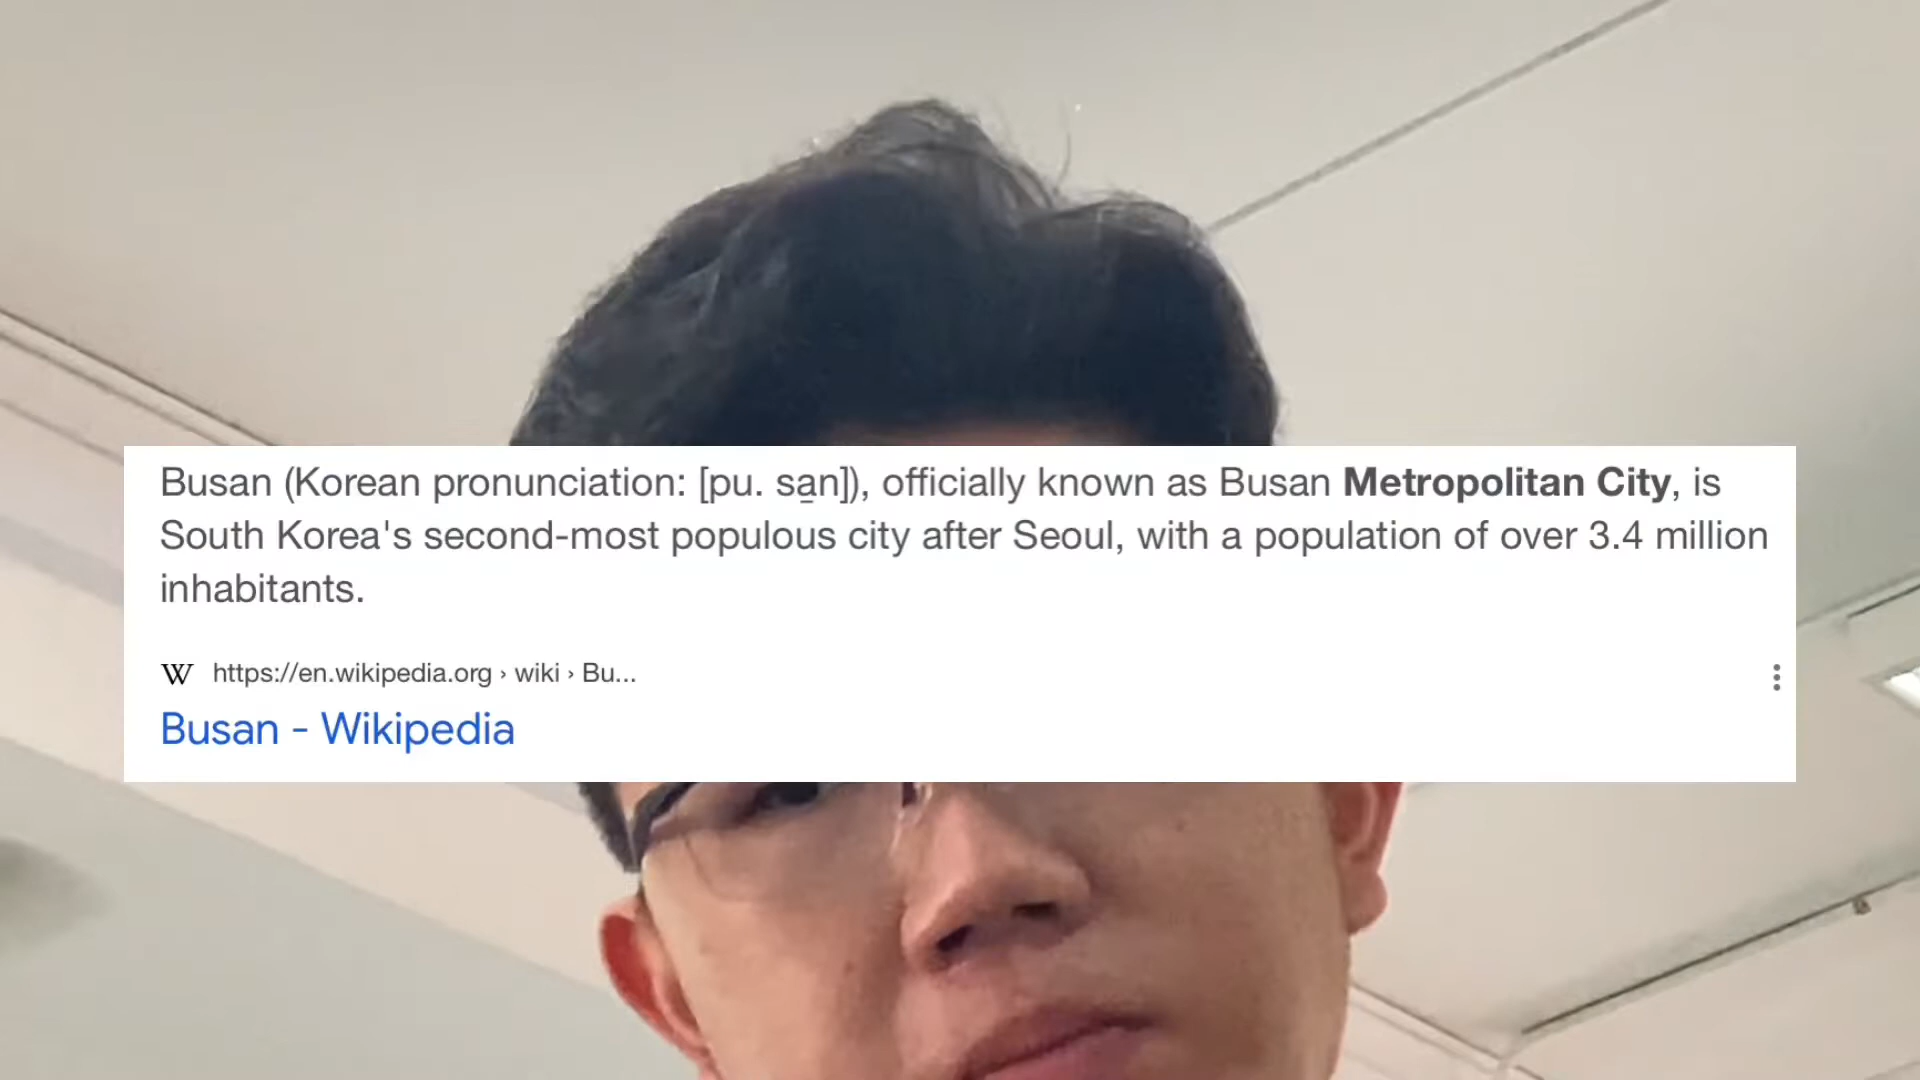 Busan (Korean pronunciation: [pu. sa̠n]), officially known as Busan Metropolitan City, is
South Korea's second-most populous city after Seoul, with a population of over 3.4 million
inhabitants.
W https://en.wikipedia.org › wiki › Bu...
Busan - Wikipedia